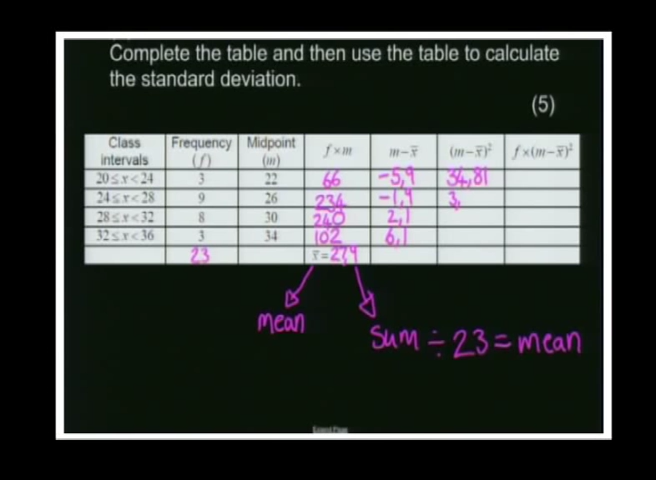 Complete the table and then use the table to calculate
the standard deviation.
(5)
Class intervals Frequency (f) Midpoint (m) f×m m−x̅ (m−x̅)² f×(m−x̅)²
20≤x<24 3 22 66 −5,9 34,81
24≤x<28 9 26 234 −1,9 3,
28≤x<32 8 30 240 2,1
32≤x<36 3 34 102 6,1
23 x̅=27,9
mean
sum ÷ 23 = mean